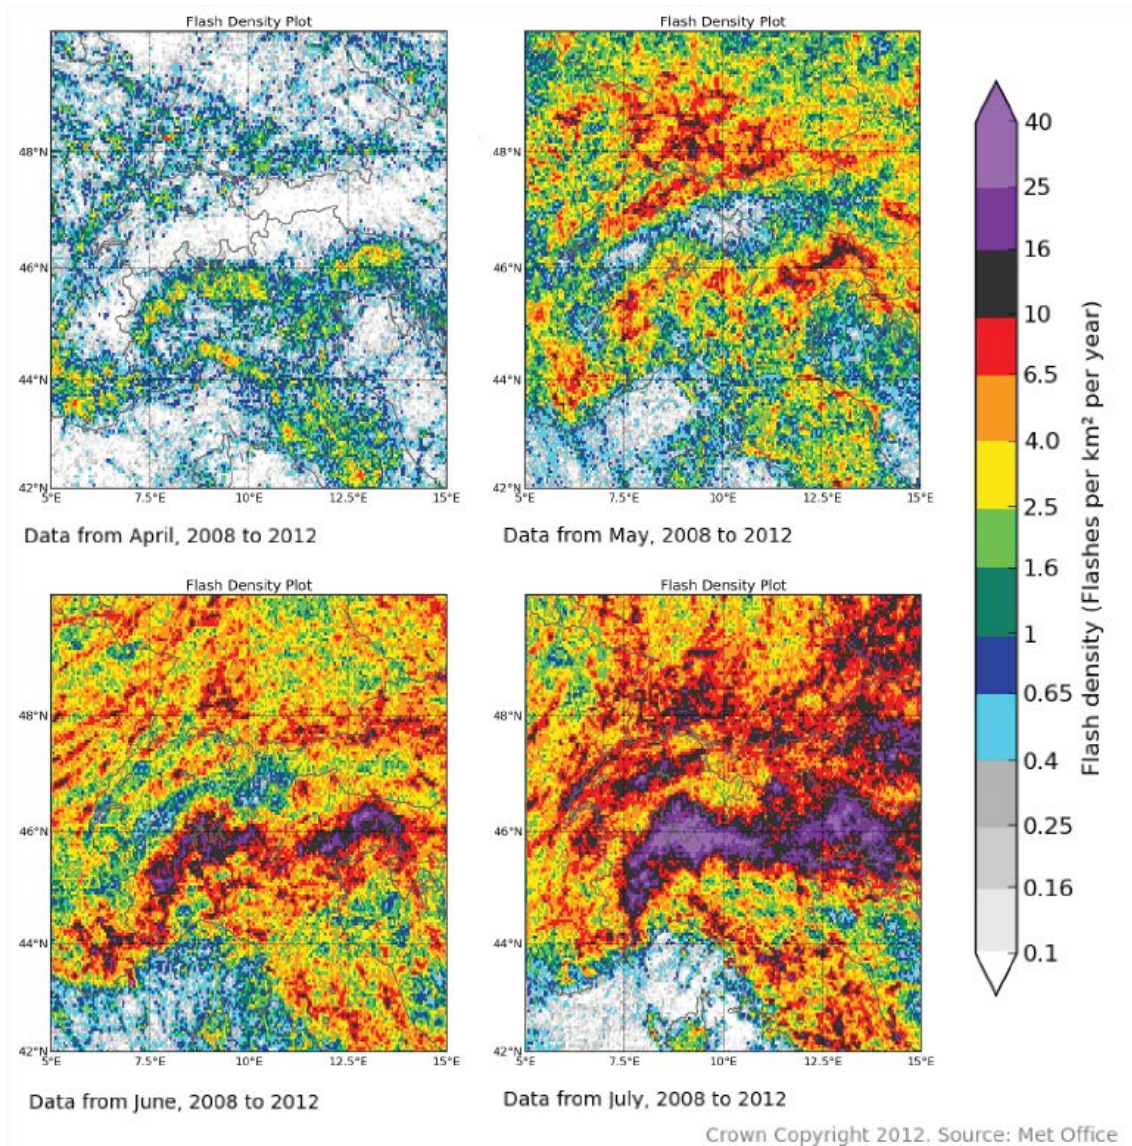 Flash Density Plot
48°N
46°N
44°N
42°N
5°E 7.5°E 10°E 12.5°E 15°E
Data from April, 2008 to 2012
Flash Density Plot
48°N
46°N
44°N
42°N
5°E 7.5°E 10°E 12.5°E 15°E
Data from May, 2008 to 2012
Flash Density Plot
48°N
46°N
44°N
42°N
5°E 7.5°E 10°E 12.5°E 15°E
Data from June, 2008 to 2012
Flash Density Plot
48°N
46°N
44°N
42°N
5°E 7.5°E 10°E 12.5°E 15°E
Data from July, 2008 to 2012
40
25
16
10
6.5
4.0
2.5
1.6
1
0.65
0.4
0.25
0.16
0.1
Flash density (Flashes per km² per year)
Crown Copyright 2012. Source: Met Office